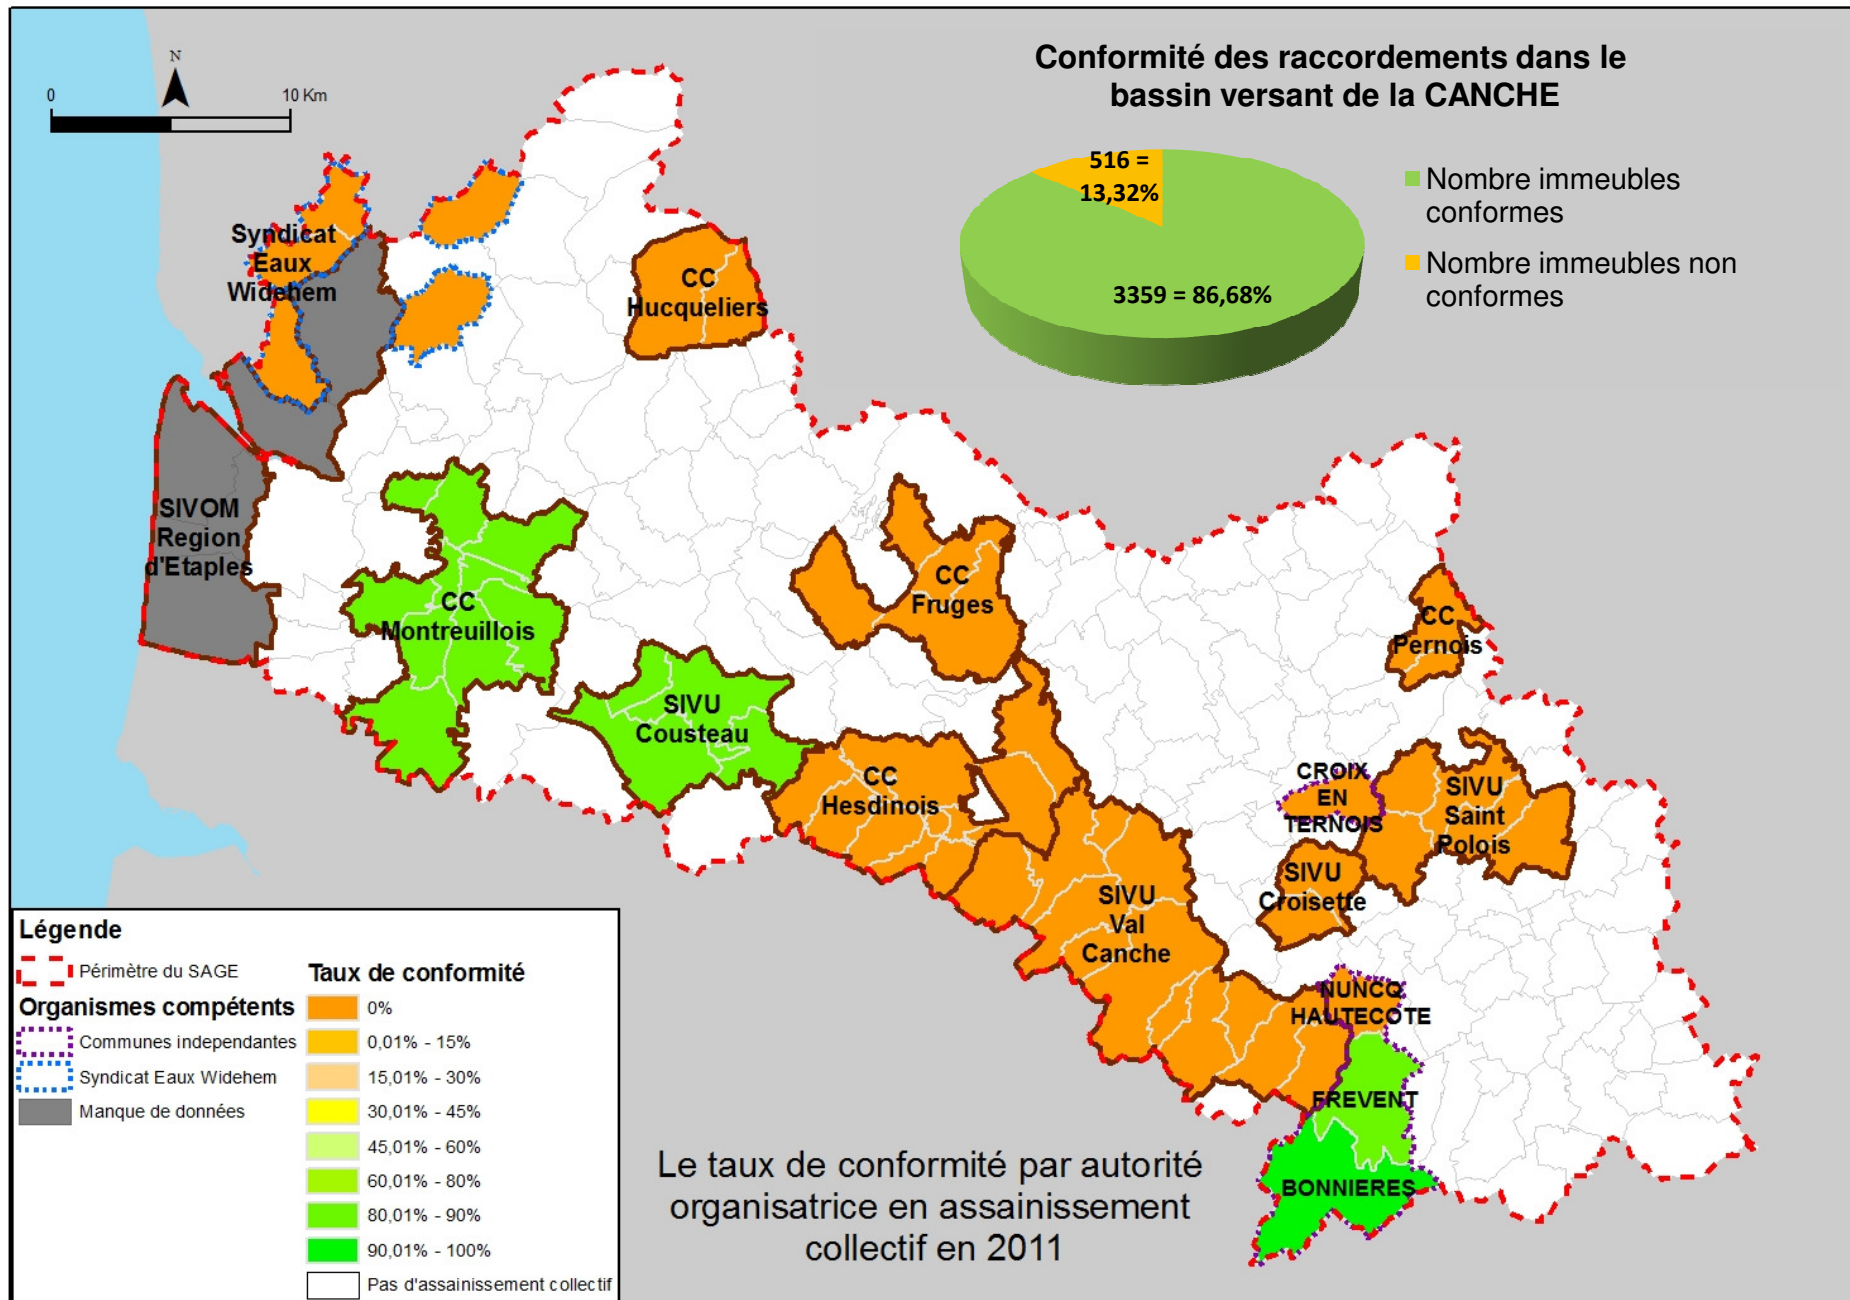 Conformité des raccordements dans le
bassin versant de la CANCHE
516 =
13,32%
3359 = 86,68%
Nombre immeubles
conformes
Nombre immeubles non
conformes
N
0
10 Km
Syndicat
Eaux
Widehem
CC
Hucqueliers
SIVOM
Region
d'Etaples
CC
Montreuillois
CC
Fruges
CC
Pernois
SIVU
Cousteau
CC
Hesdinois
CROIX
EN
TERNOIS
SIVU
Saint
Polois
SIVU
Croisette
SIVU
Val
Canche
NUNCQ
HAUTECOTE
FREVENT
BONNIERES
Le taux de conformité par autorité
organisatrice en assainissement
collectif en 2011
Légende
Périmètre du SAGE
Organismes compétents
Communes independantes
Syndicat Eaux Widehem
Manque de données
Taux de conformité
0%
0,01% - 15%
15,01% - 30%
30,01% - 45%
45,01% - 60%
60,01% - 80%
80,01% - 90%
90,01% - 100%
Pas d'assainissement collectif